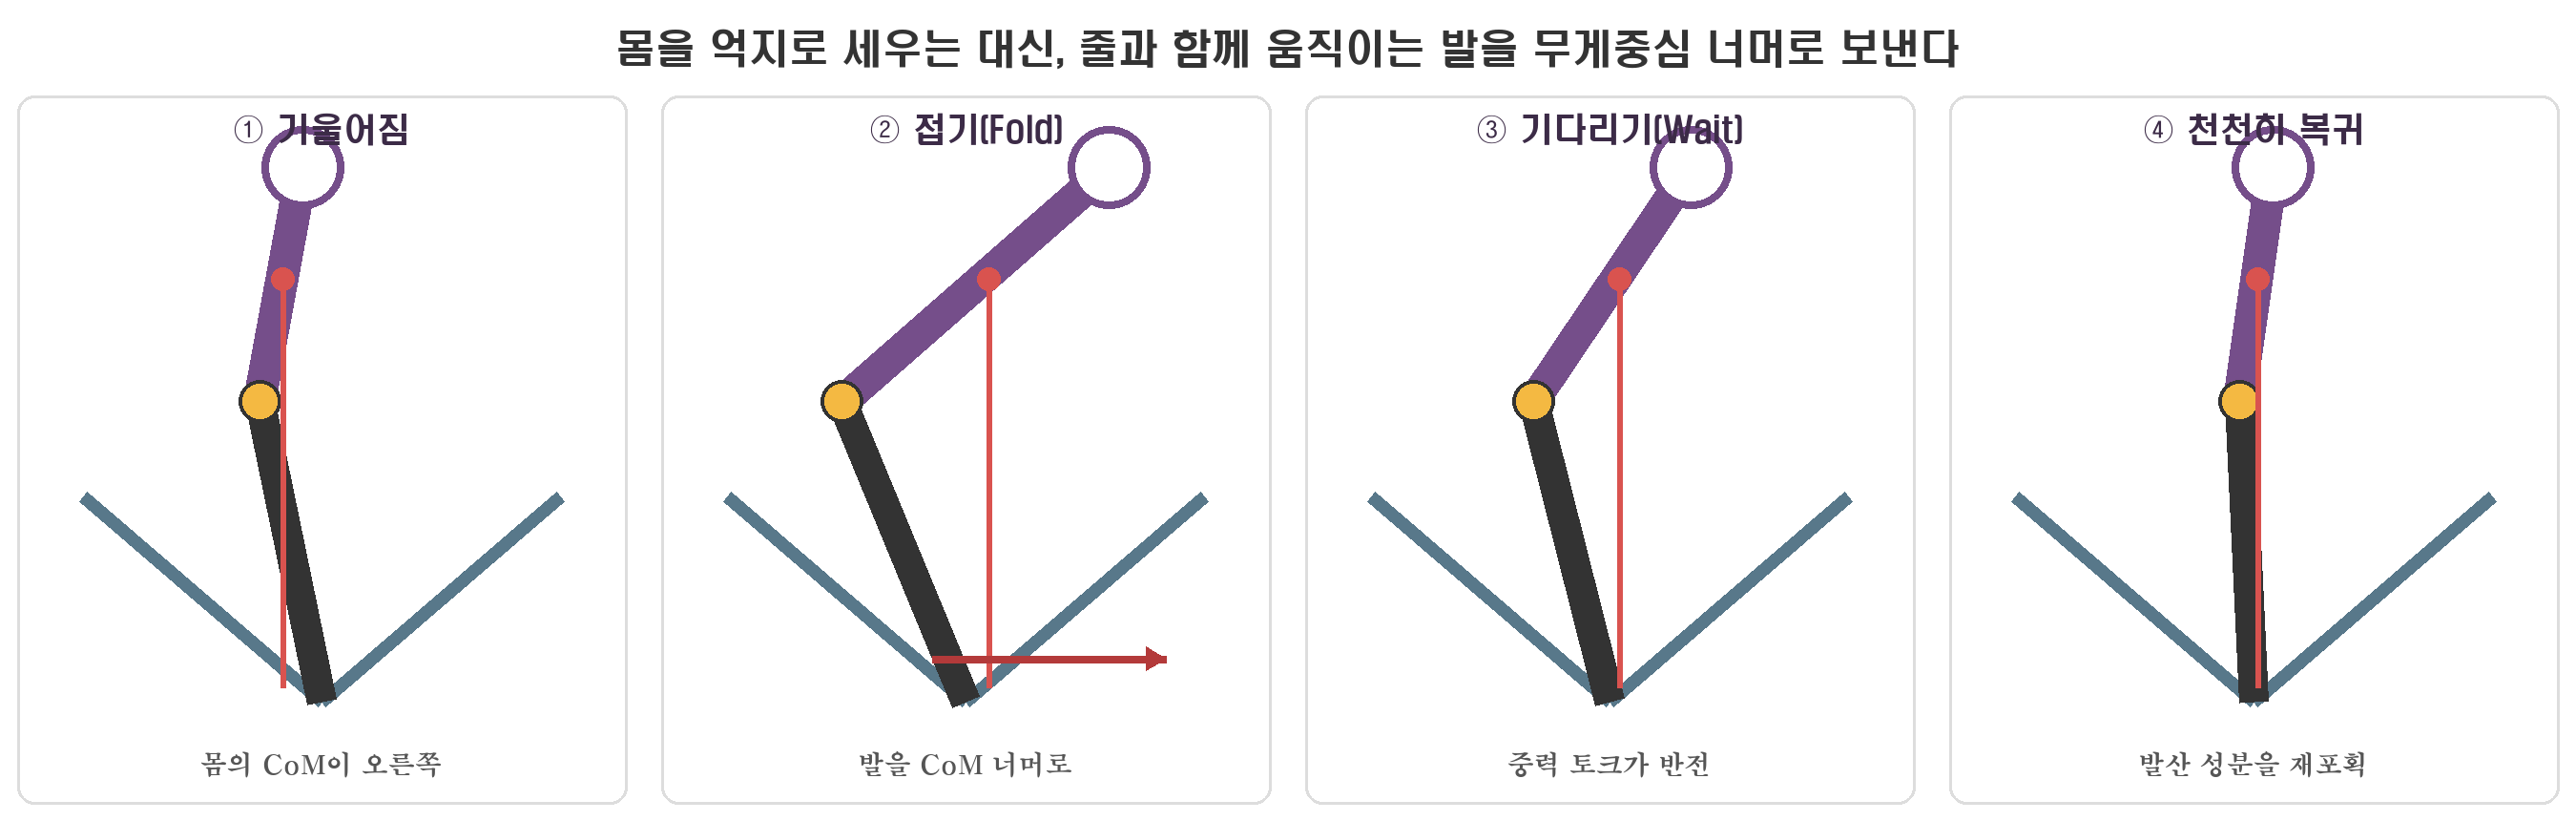 몸을 억지로 세우는 대신, 줄과 함께 움직이는 발을 무게중심 너머로 보낸다
① 기울어짐
② 접기(Fold)
③ 기다리기(Wait)
④ 천천히 복귀
몸의 CoM이 오른쪽
발을 CoM 너머로
중력 토크가 반전
발산 성분을 재포획